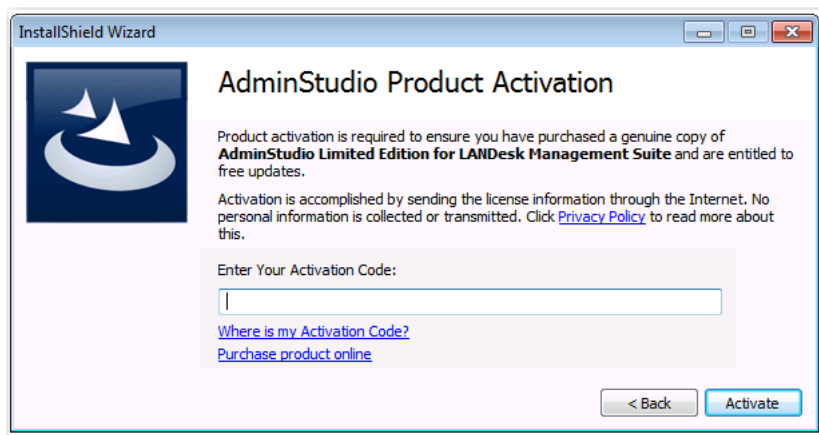 InstallShield Wizard
AdminStudio Product Activation
Product activation is required to ensure you have purchased a genuine copy of
AdminStudio Limited Edition for LANDesk Management Suite and are entitled to
free updates.
Activation is accomplished by sending the license information through the Internet. No
personal information is collected or transmitted. Click Privacy Policy to read more about
this.
Enter Your Activation Code:
Where is my Activation Code?
Purchase product online
< Back
Activate